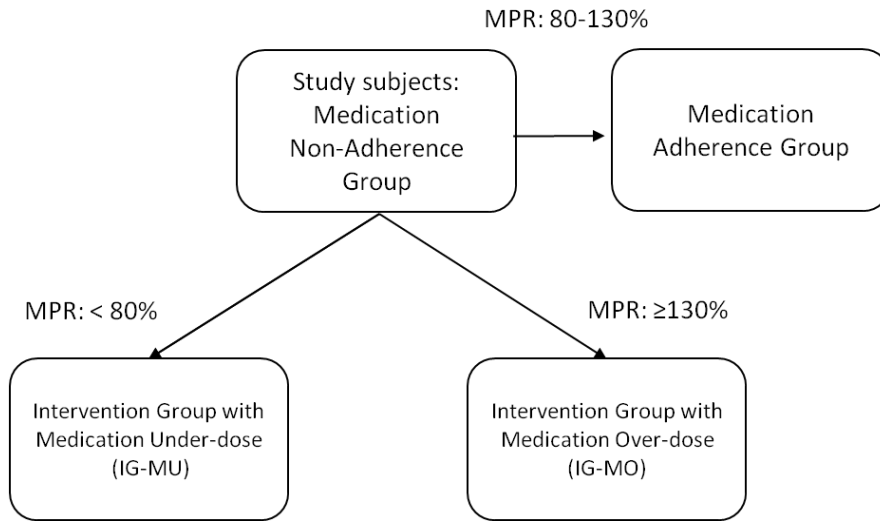 MPR: 80-130%
Study subjects:
Medication
Non-Adherence
Group
Medication
Adherence Group
MPR: < 80%
MPR: ≥130%
Intervention Group with
Medication Under-dose
(IG-MU)
Intervention Group with
Medication Over-dose
(IG-MO)